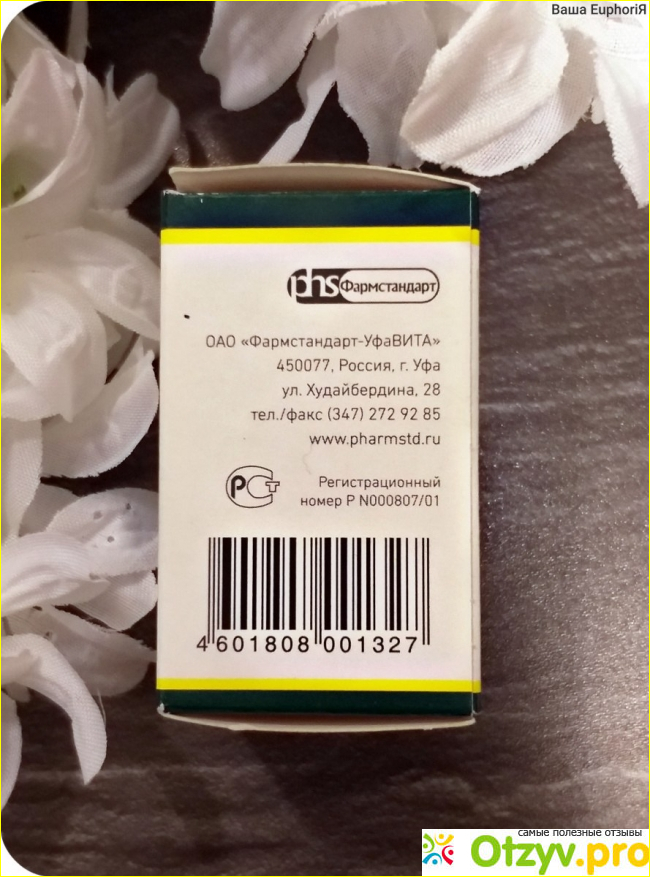 Ваша EuphoriЯ
phs Фармстандарт
ОАО «Фармстандарт-УфаВИТА»
450077, Россия, г. Уфа
ул. Худайбердина, 28
тел./факс (347) 272 92 85
www.pharmstd.ru
РСТ
Регистрационный
номер Р N000807/01
4 601808 001327
самые полезные отзывы
Otzyv.pro